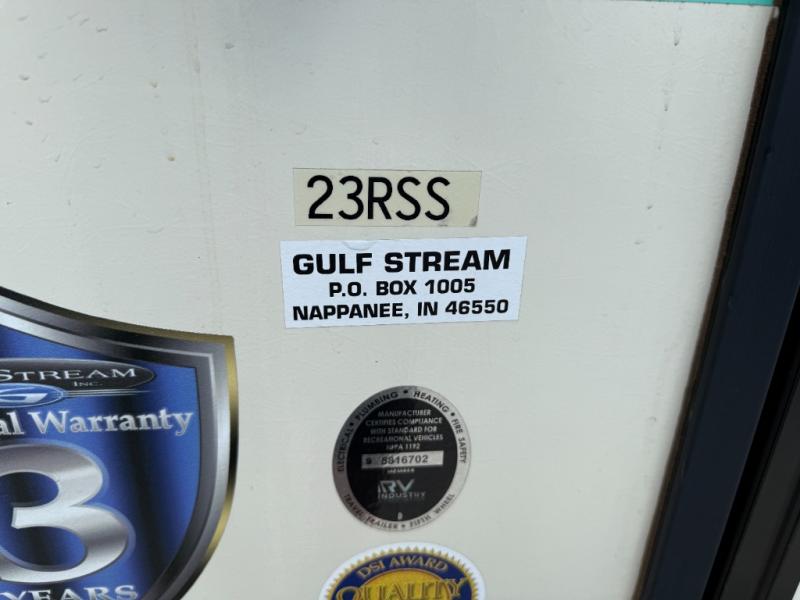 23RSS
GULF STREAM
P.O. BOX 1005
NAPPANEE, IN 46550
STREAM
INC.
al Warranty
3
YEARS
ELECTRICAL • PLUMBING • HEATING • FIRE SAFETY
MANUFACTURER
CERTIFIES COMPLIANCE
WITH STANDARD FOR
RECREATIONAL VEHICLES
NFPA 1192
MEMBER
RV
INDUSTRY
TRAVEL TRAILER • FIFTH WHEEL
DSI AWARD
QUALITY